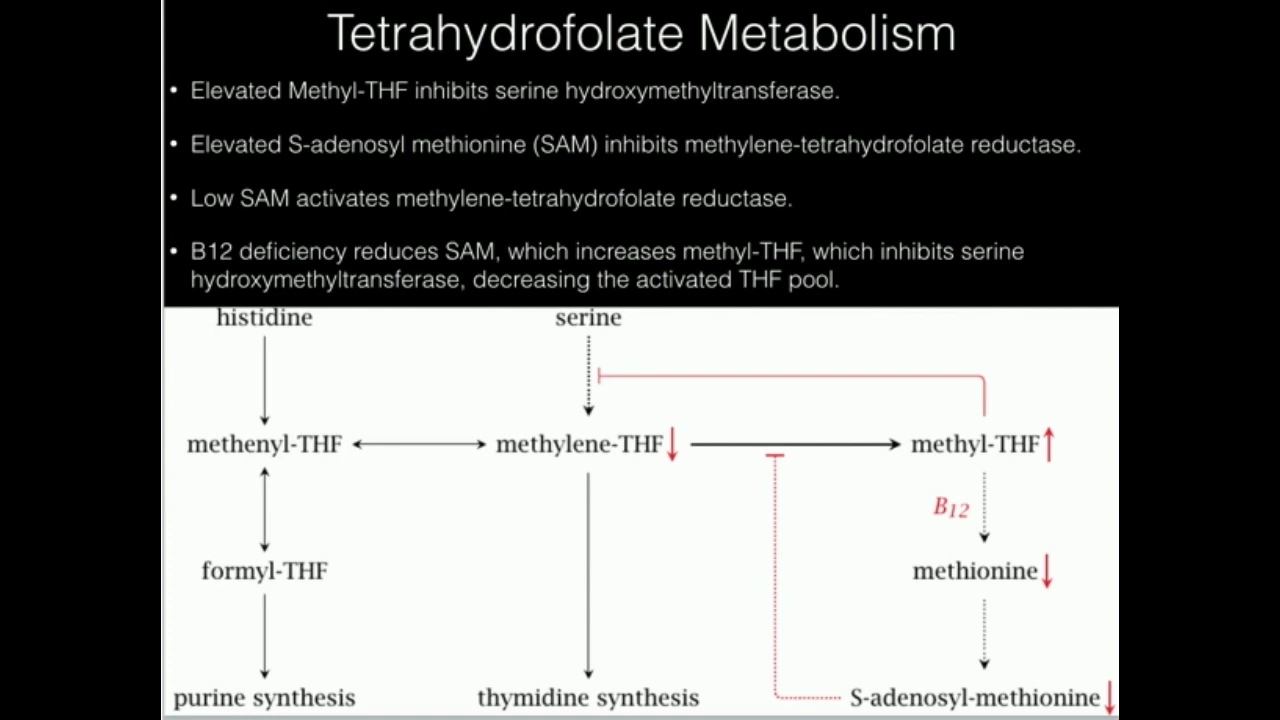 Tetrahydrofolate Metabolism
• Elevated Methyl-THF inhibits serine hydroxymethyltransferase.
• Elevated S-adenosyl methionine (SAM) inhibits methylene-tetrahydrofolate reductase.
• Low SAM activates methylene-tetrahydrofolate reductase.
• B12 deficiency reduces SAM, which increases methyl-THF, which inhibits serine
hydroxymethyltransferase, decreasing the activated THF pool.
histidine serine
methenyl-THF methylene-THF methyl-THF
B12
formyl-THF methionine
purine synthesis thymidine synthesis S-adenosyl-methionine